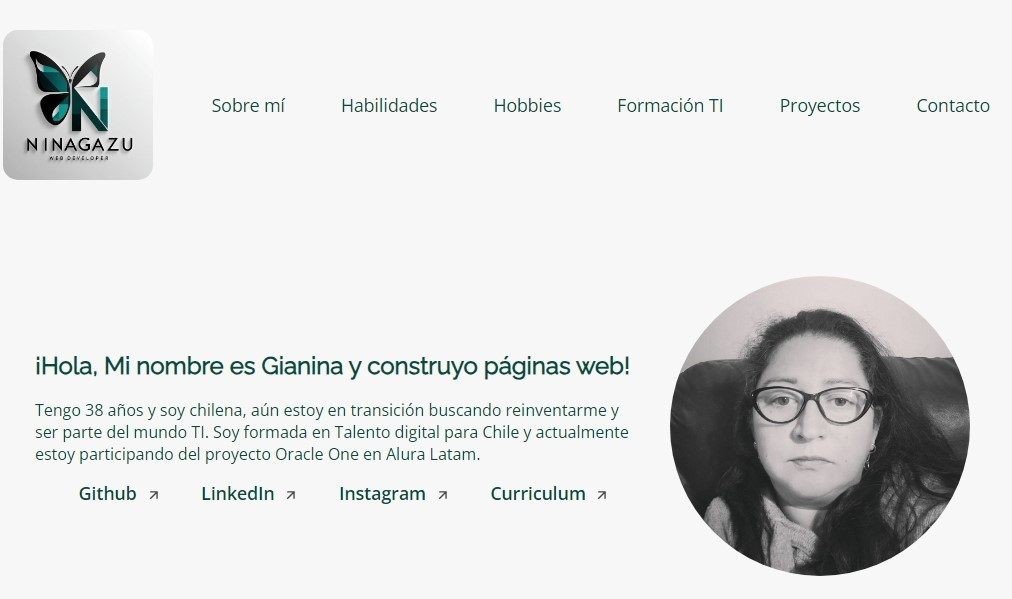 NINAGAZU
WEB DEVELOPER
Sobre mí Habilidades Hobbies Formación TI Proyectos Contacto
¡Hola, Mi nombre es Gianina y construyo páginas web!
Tengo 38 años y soy chilena, aún estoy en transición buscando reinventarme y
ser parte del mundo TI. Soy formada en Talento digital para Chile y actualmente
estoy participando del proyecto Oracle One en Alura Latam.
Github LinkedIn Instagram Curriculum